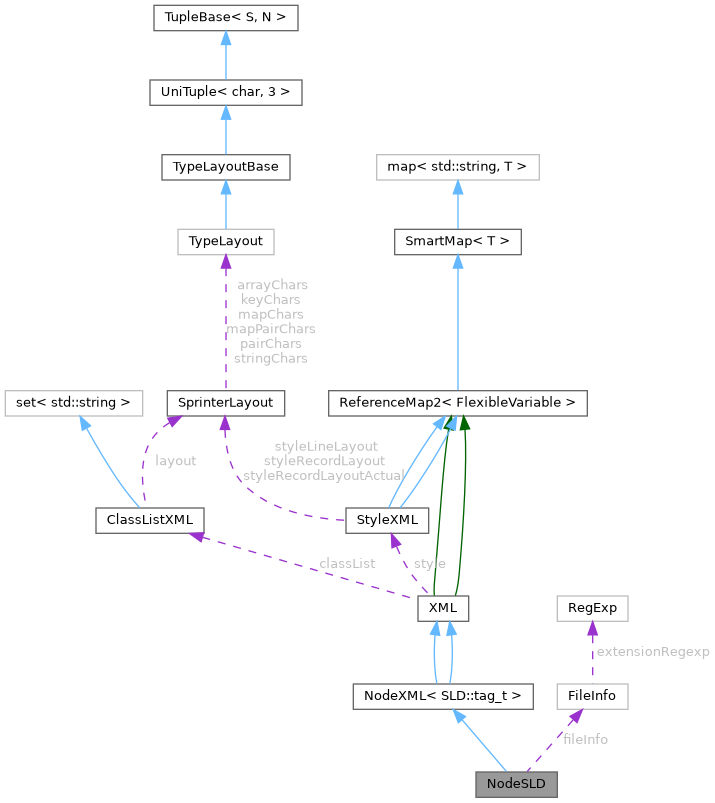 TupleBase< S, N >
UniTuple< char, 3 >
TypeLayoutBase
map< std::string, T >
TypeLayout
SmartMap< T >
arrayChars
keyChars
mapChars
mapPairChars
pairChars
stringChars
set< std::string >
SprinterLayout
ReferenceMap2< FlexibleVariable >
layout
styleLineLayout
styleRecordLayout
styleRecordLayoutActual
ClassListXML
StyleXML
classList
style
XML
RegExp
extensionRegexp
NodeXML< SLD::tag_t >
FileInfo
fileInfo
NodeSLD